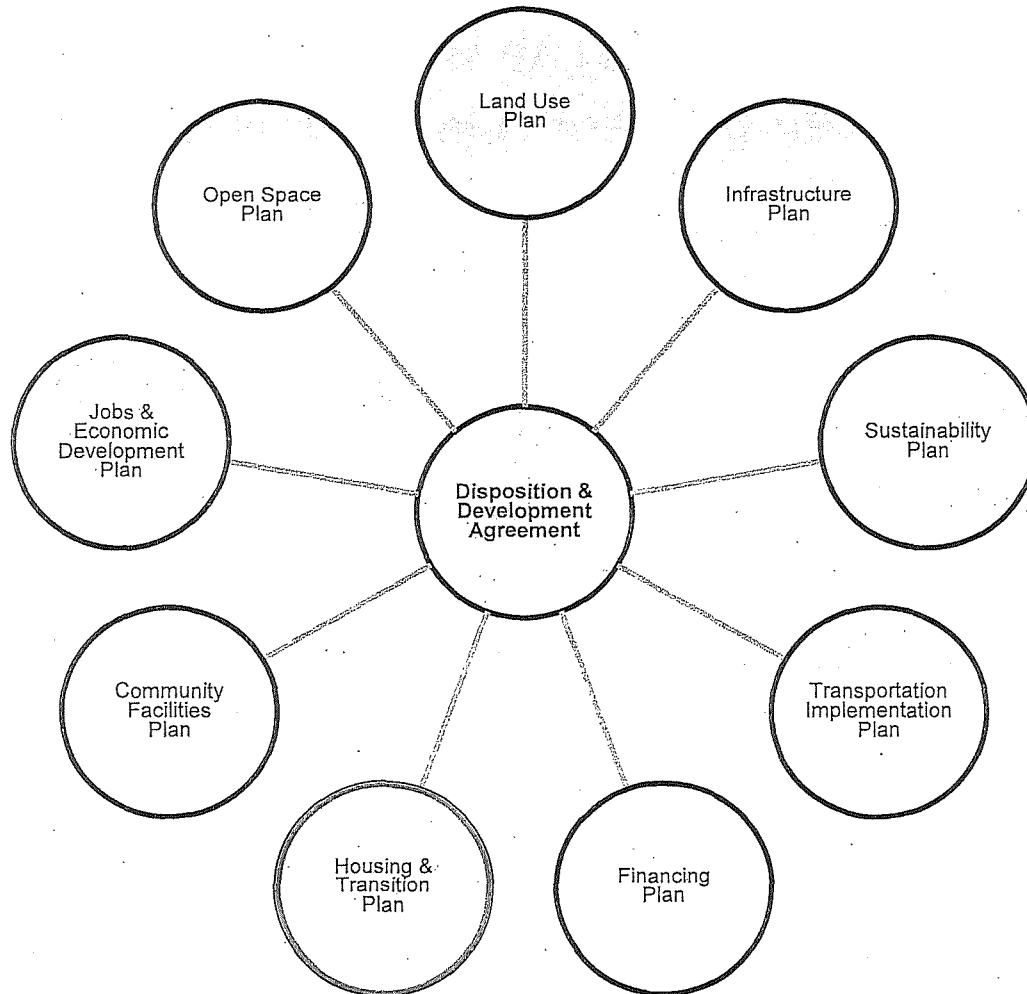 Land Use
Plan
Open Space
Plan
Infrastructure
Plan
Jobs &
Economic
Development
Plan
Sustainability
Plan
Disposition &
Development
Agreement
Community
Facilities
Plan
Transportation
Implementation
Plan
Housing &
Transition
Plan
Financing
Plan